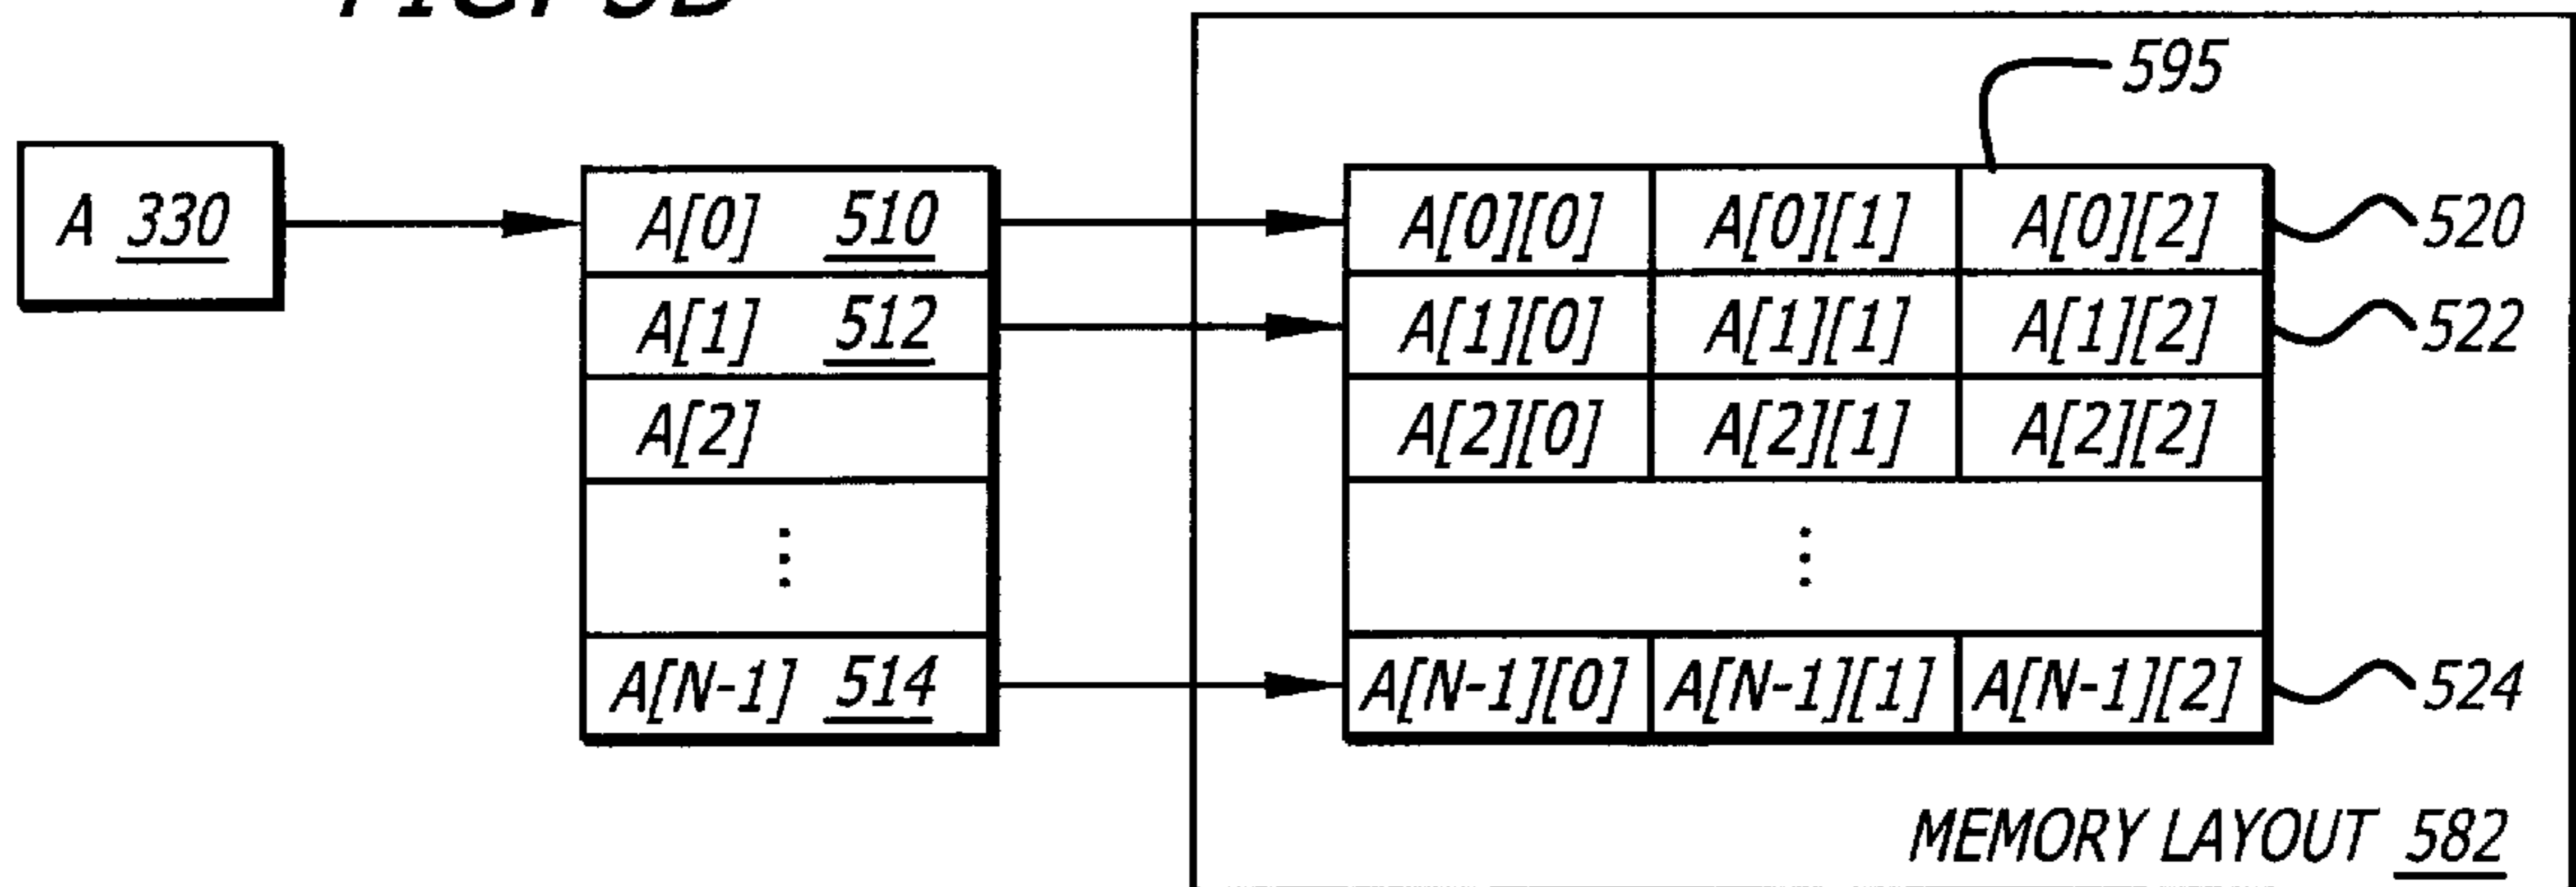 595
A 330
A[0] 510
A[0][0] A[0][1] A[0][2] 520
A[1] 512
A[1][0] A[1][1] A[1][2] 522
A[2]
A[2][0] A[2][1] A[2][2]
⋮
⋮
A[N-1] 514
A[N-1][0] A[N-1][1] A[N-1][2] 524
MEMORY LAYOUT 582